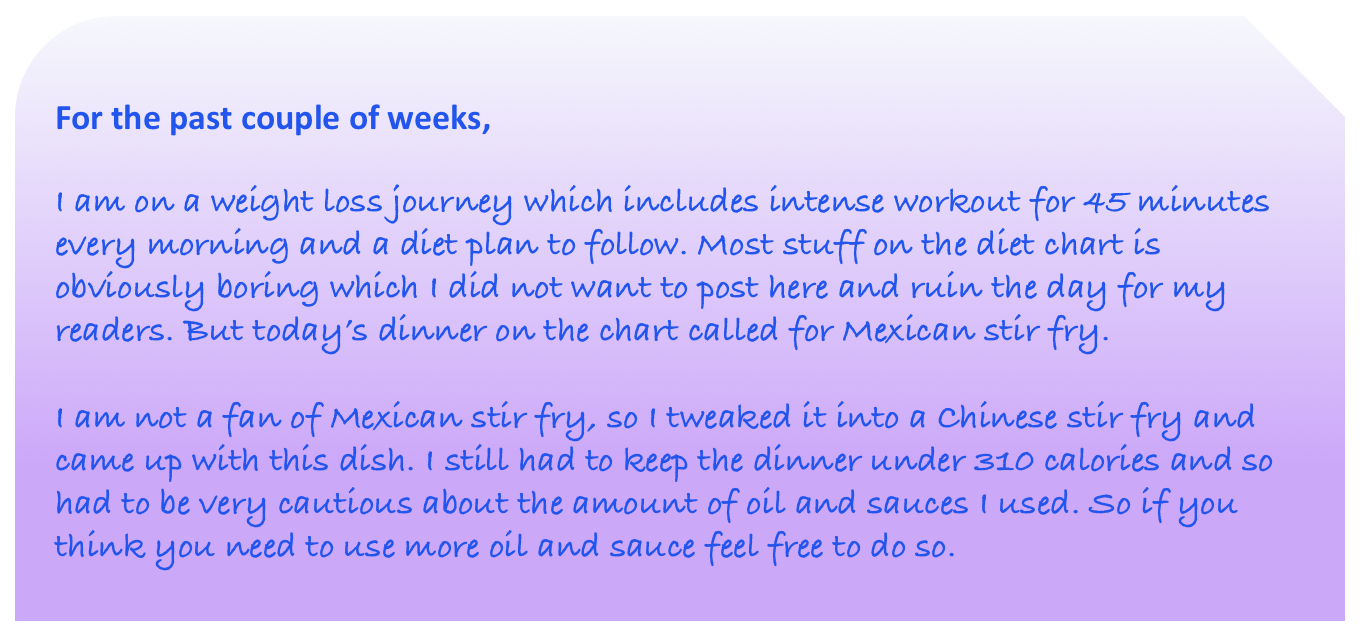 For the past couple of weeks,
I am on a weight loss journey which includes intense workout for 45 minutes
every morning and a diet plan to follow. Most stuff on the diet chart is
obviously boring which I did not want to post here and ruin the day for my
readers. But today’s dinner on the chart called for Mexican stir fry.
I am not a fan of Mexican stir fry, so I tweaked it into a Chinese stir fry and
came up with this dish. I still had to keep the dinner under 310 calories and so
had to be very cautious about the amount of oil and sauces I used. So if you
think you need to use more oil and sauce feel free to do so.